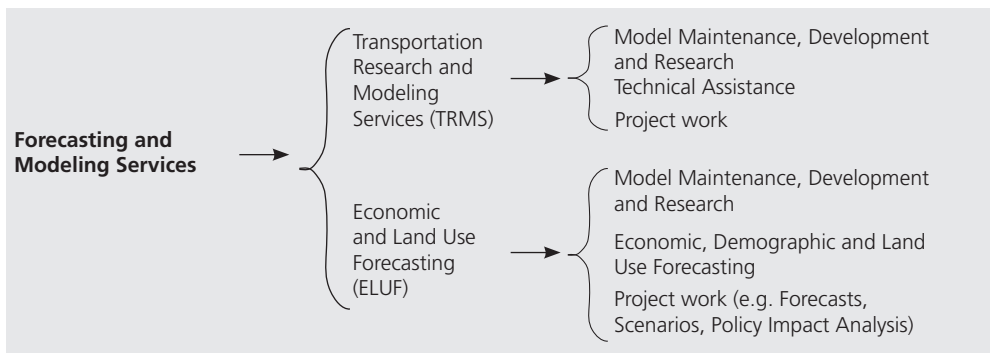 Forecasting and
Modeling Services
Transportation
Research and
Modeling
Services (TRMS)
Model Maintenance, Development
and Research
Technical Assistance
Project work
Economic
and Land Use
Forecasting
(ELUF)
Model Maintenance, Development
and Research
Economic, Demographic and Land
Use Forecasting
Project work (e.g. Forecasts,
Scenarios, Policy Impact Analysis)